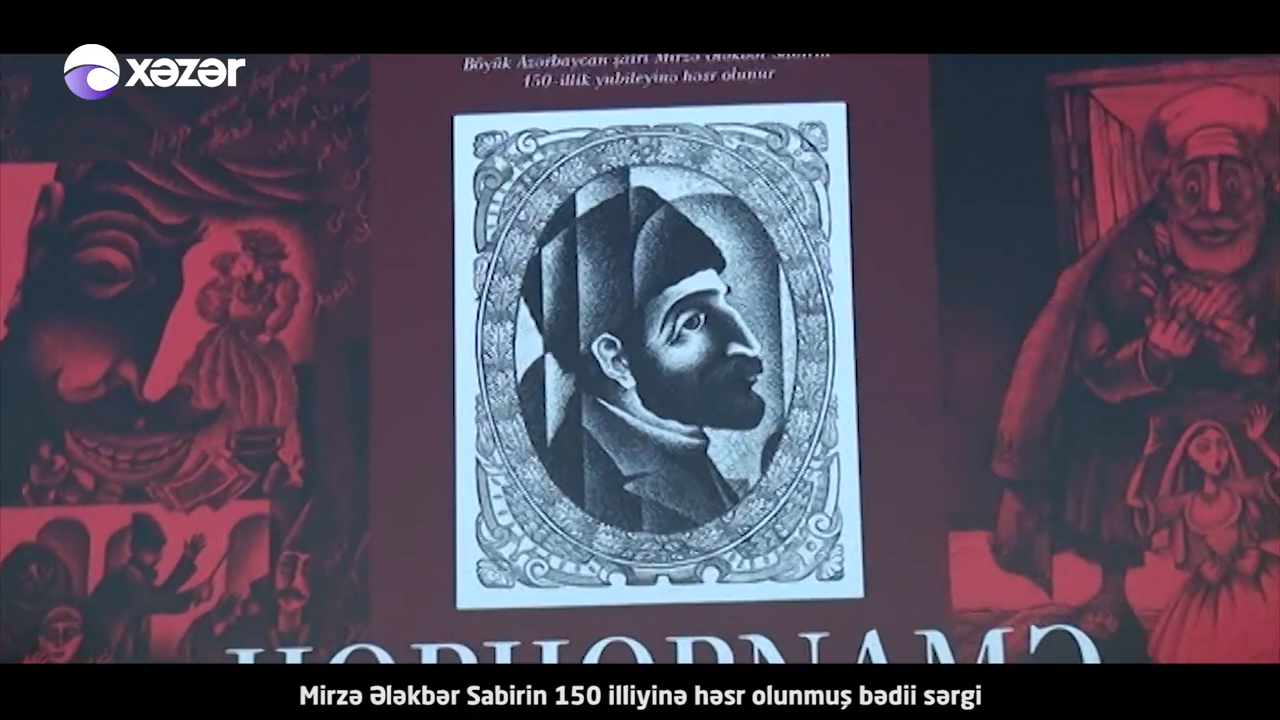 xəzər
Böyük Azərbaycan şairi Mirzə Ələkbər Sabirin
150-illik yubileyinə həsr olunur
HOPHOPNAMƏ
Mirzə Ələkbər Sabirin 150 illiyinə həsr olunmuş bədii sərgi